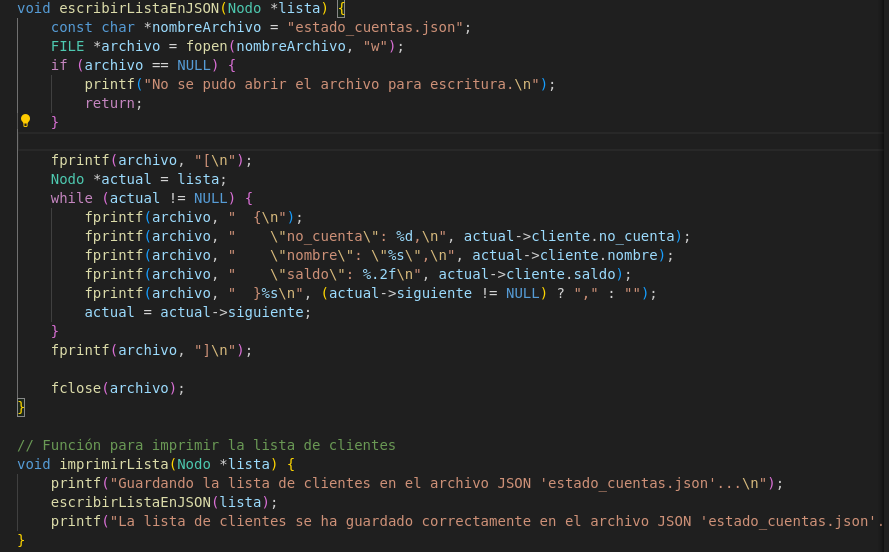 void escribirListaEnJSON(Nodo *lista) {
    const char *nombreArchivo = "estado_cuentas.json";
    FILE *archivo = fopen(nombreArchivo, "w");
    if (archivo == NULL) {
        printf("No se pudo abrir el archivo para escritura.\n");
        return;
    }
    fprintf(archivo, "[\n");
    Nodo *actual = lista;
    while (actual != NULL) {
        fprintf(archivo, "  {\n");
        fprintf(archivo, "    \"no_cuenta\": %d,\n", actual->cliente.no_cuenta);
        fprintf(archivo, "    \"nombre\": \"%s\",\n", actual->cliente.nombre);
        fprintf(archivo, "    \"saldo\": %.2f\n", actual->cliente.saldo);
        fprintf(archivo, "  }%s\n", (actual->siguiente != NULL) ? "," : "");
        actual = actual->siguiente;
    }
    fprintf(archivo, "]\n");
    fclose(archivo);
}
// Función para imprimir la lista de clientes
void imprimirLista(Nodo *lista) {
    printf("Guardando la lista de clientes en el archivo JSON 'estado_cuentas.json'...\n");
    escribirListaEnJSON(lista);
    printf("La lista de clientes se ha guardado correctamente en el archivo JSON 'estado_cuentas.json'.
}